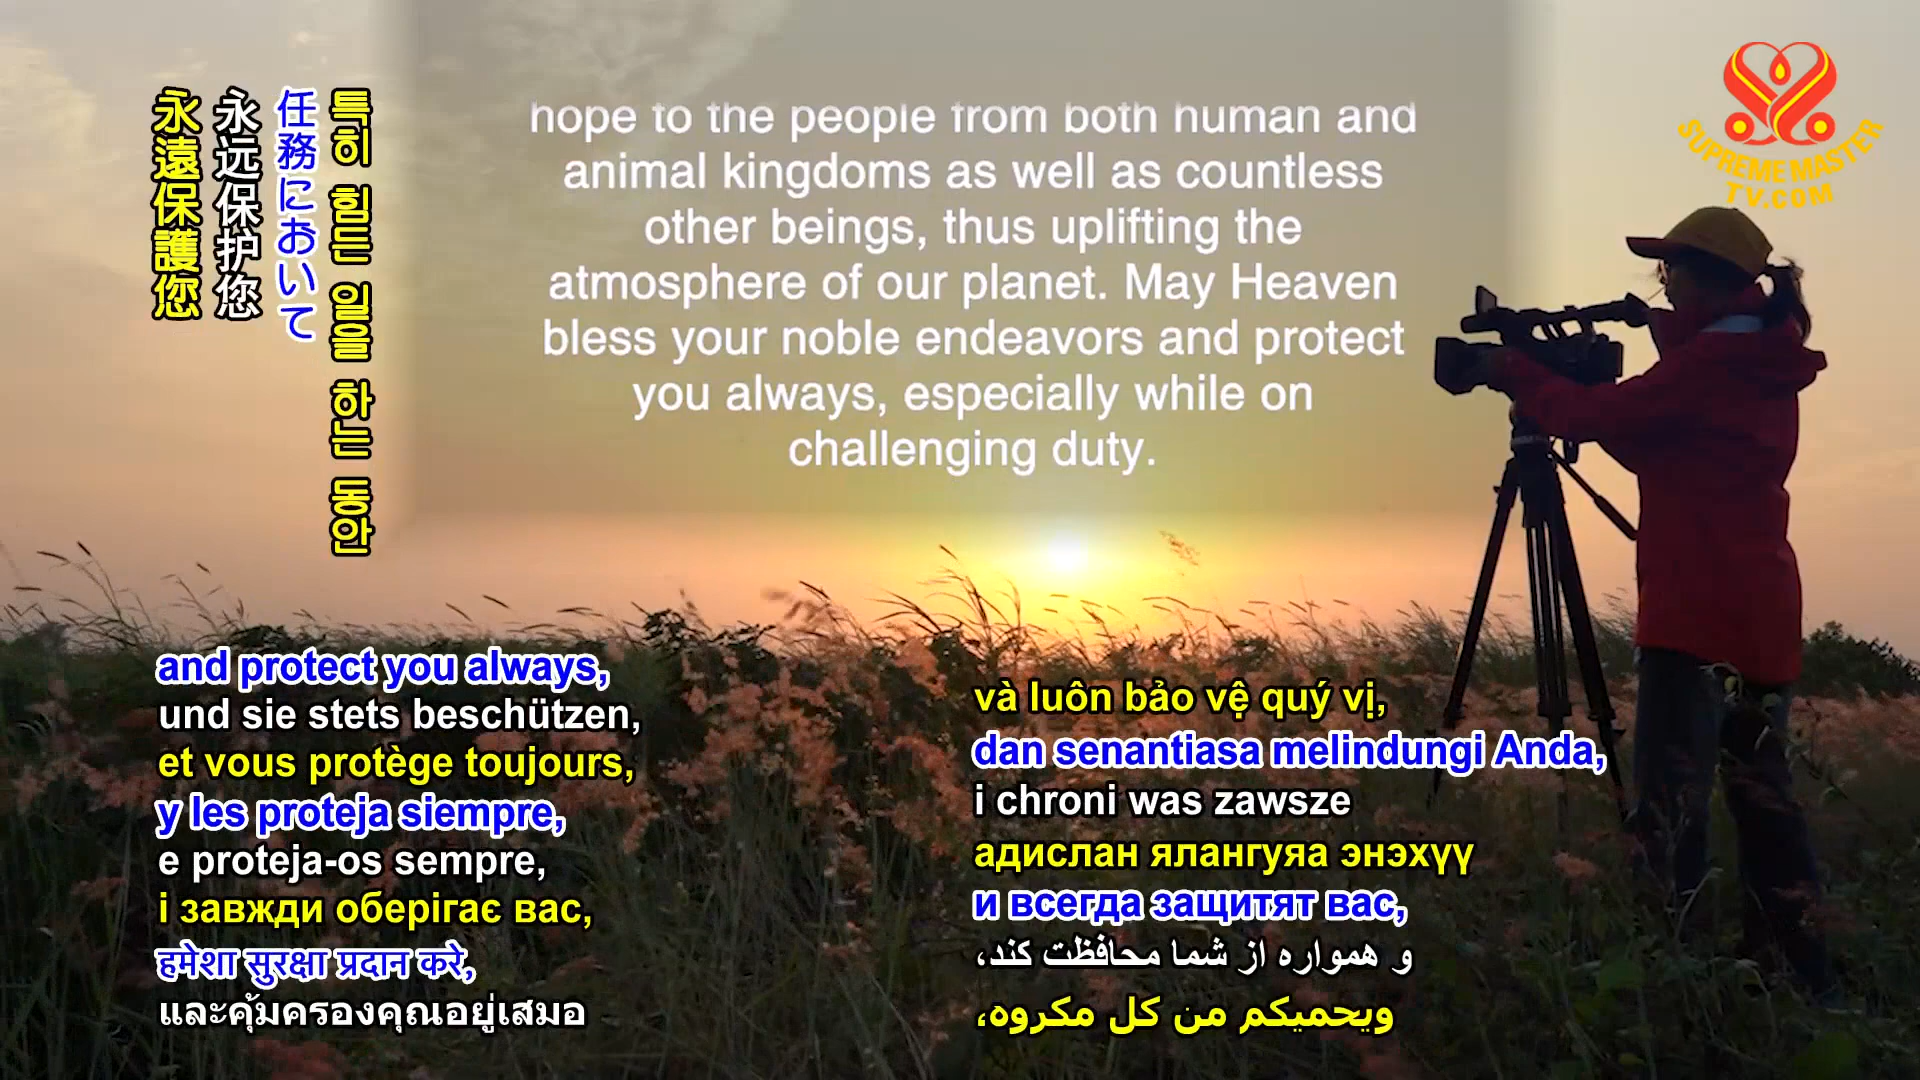 永遠保護您
永远保护您
任務において
특히 힘든 일을 하는 동안
hope to the people from both human and
animal kingdoms as well as countless
other beings, thus uplifting the
atmosphere of our planet. May Heaven
bless your noble endeavors and protect
you always, especially while on
challenging duty.
SUPREME MASTER
TV.COM
and protect you always,
und sie stets beschützen,
et vous protège toujours,
y les proteja siempre,
e proteja-os sempre,
і завжди оберігає вас,
हमेशा सुरक्षा प्रदान करे,
และคุ้มครองคุณอยู่เสมอ
và luôn bảo vệ quý vị,
dan senantiasa melindungi Anda,
i chroni was zawsze
адислан ялангуяа энэхүү
и всегда защитят вас,
و همواره از شما محافظت کند،
ويحميكم من كل مكروه،